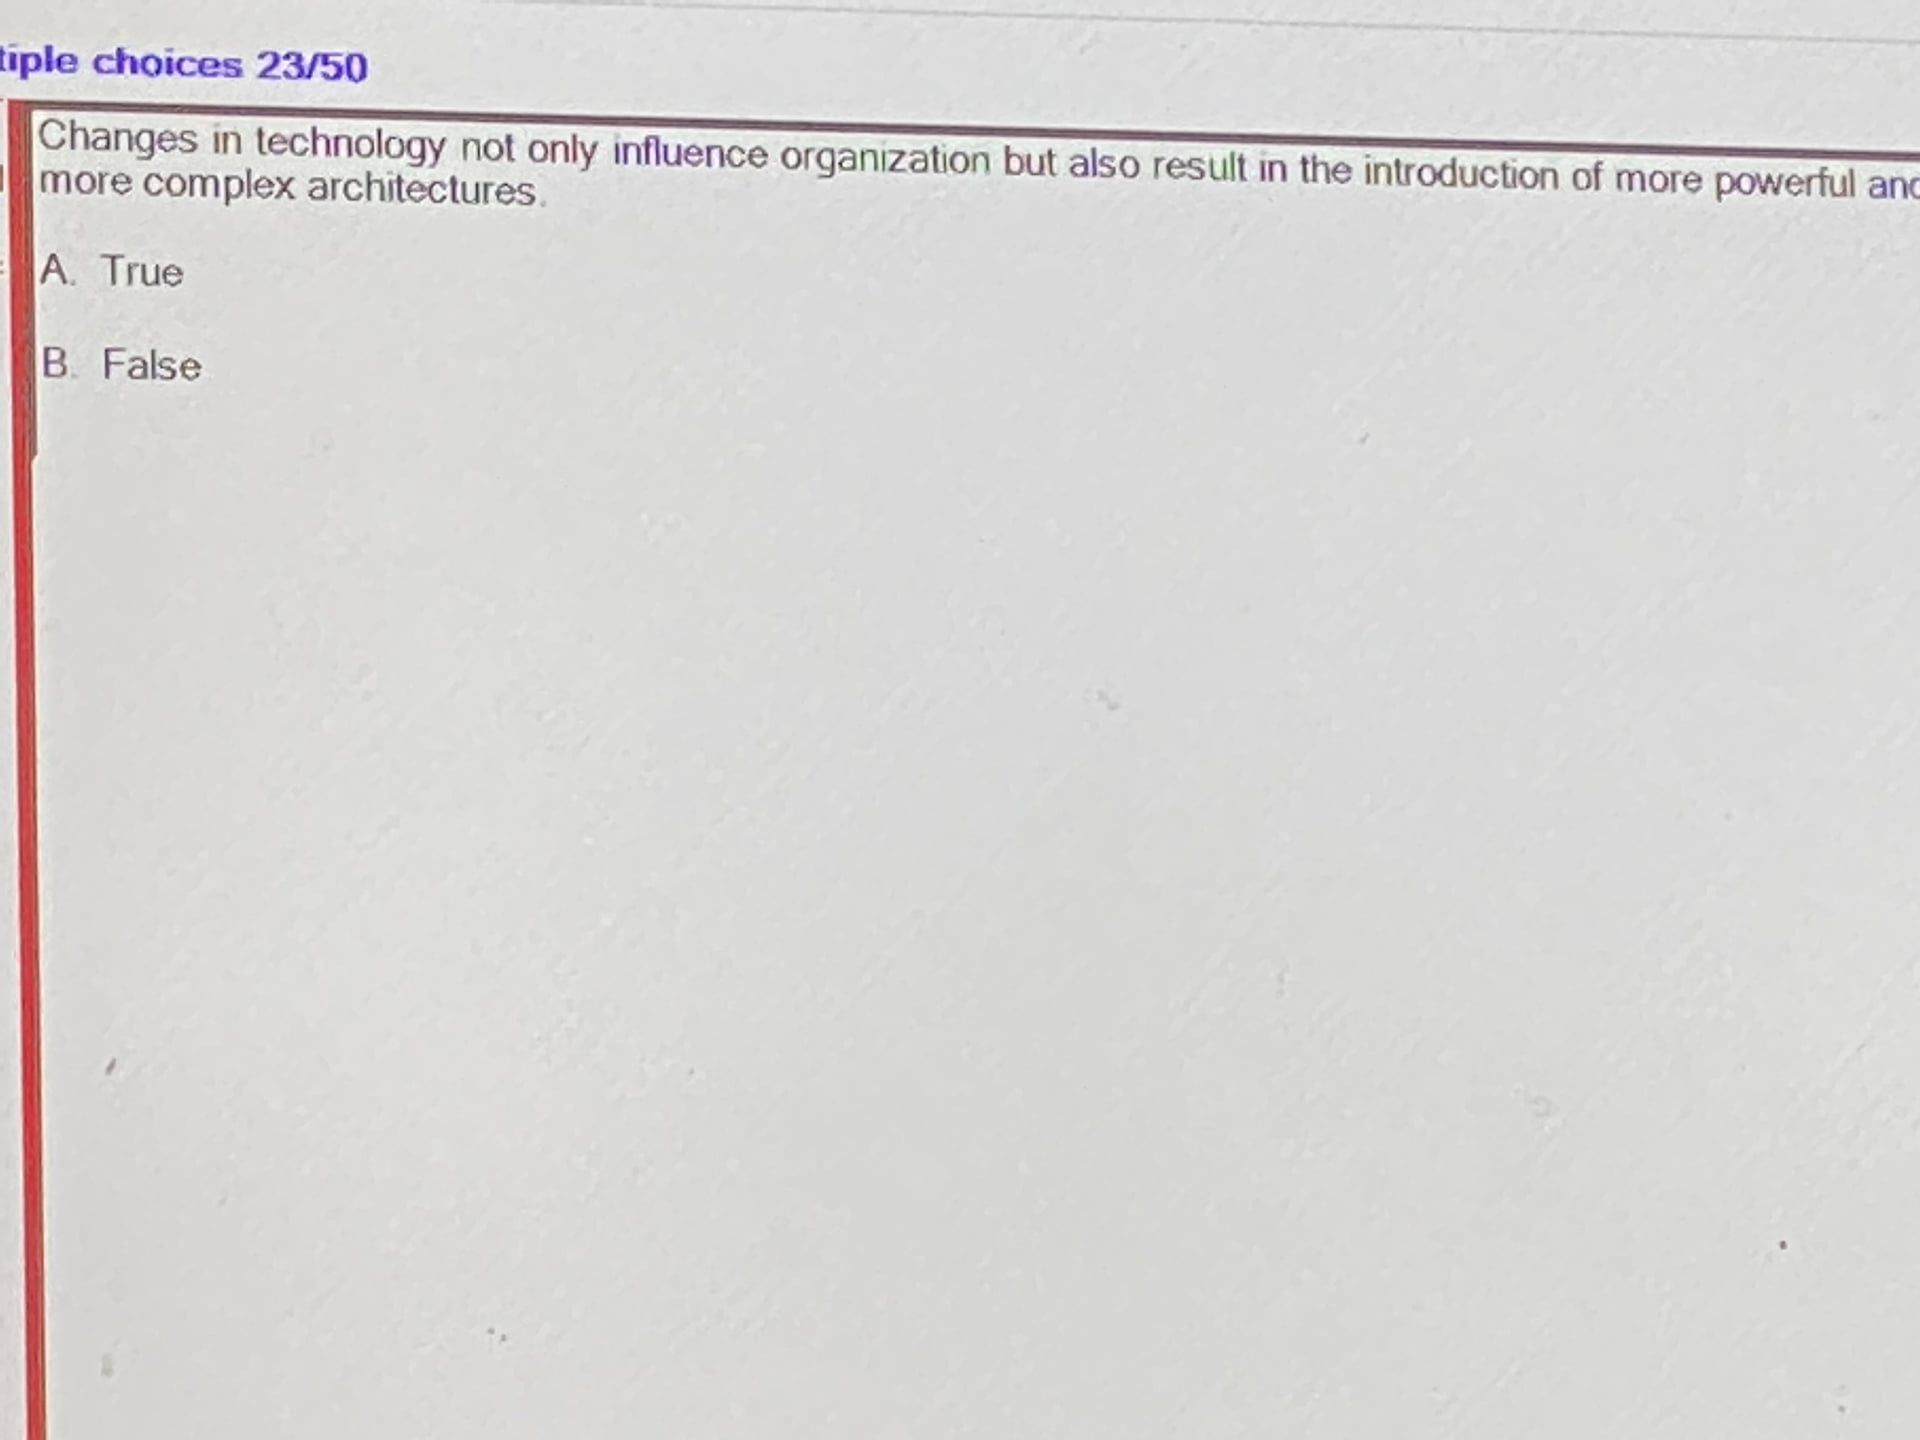 tiple choices 23/50
Changes in technology not only influence organization but also result in the introduction of more powerful and
more complex architectures.
A. True
B. False